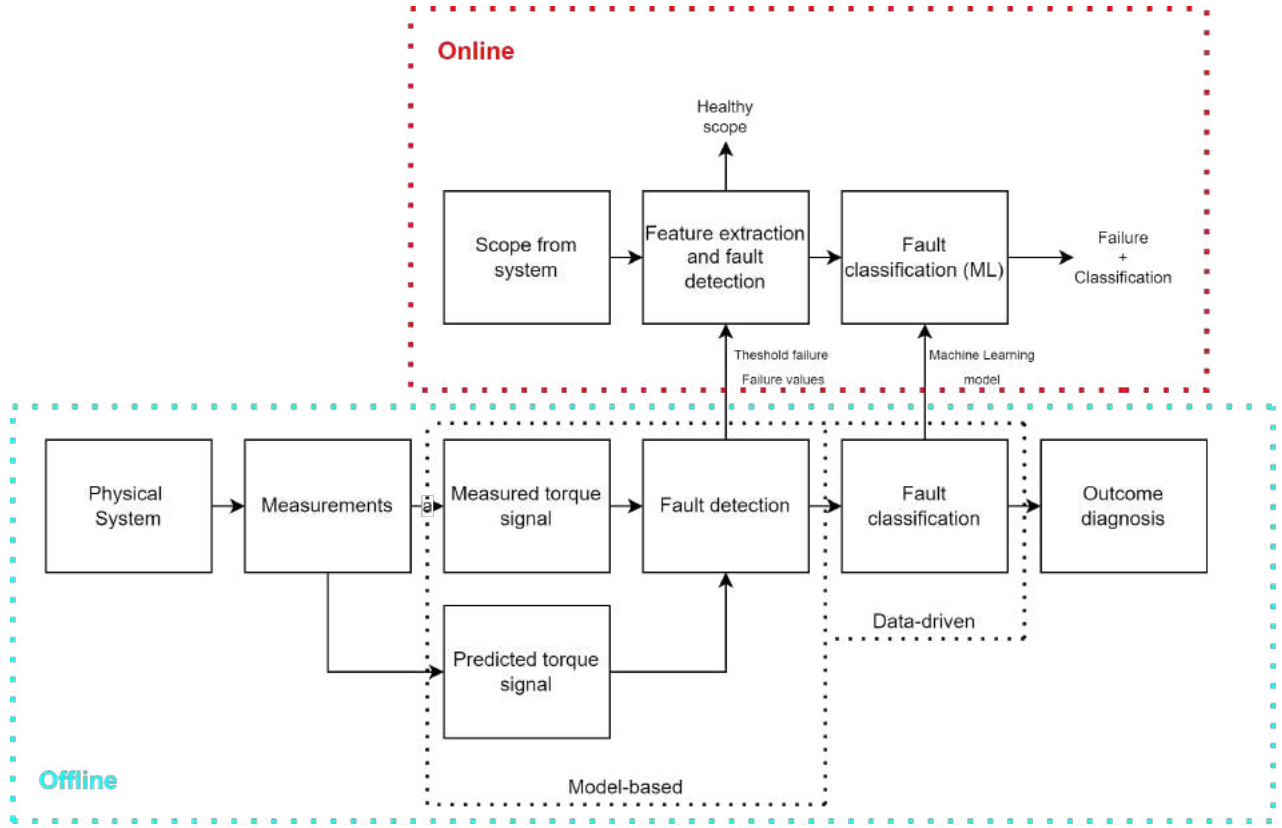 Online
Healthy
scope
Scope from
system
Feature extraction
and fault
detection
Fault
classification (ML)
Failure
+
Classification
Theshold failure
Failure values
Machine Learning
model
Physical
System
Measurements
a
Measured torque
signal
Fault detection
Fault
classification
Outcome
diagnosis
Data-driven
Predicted torque
signal
Offline
Model-based